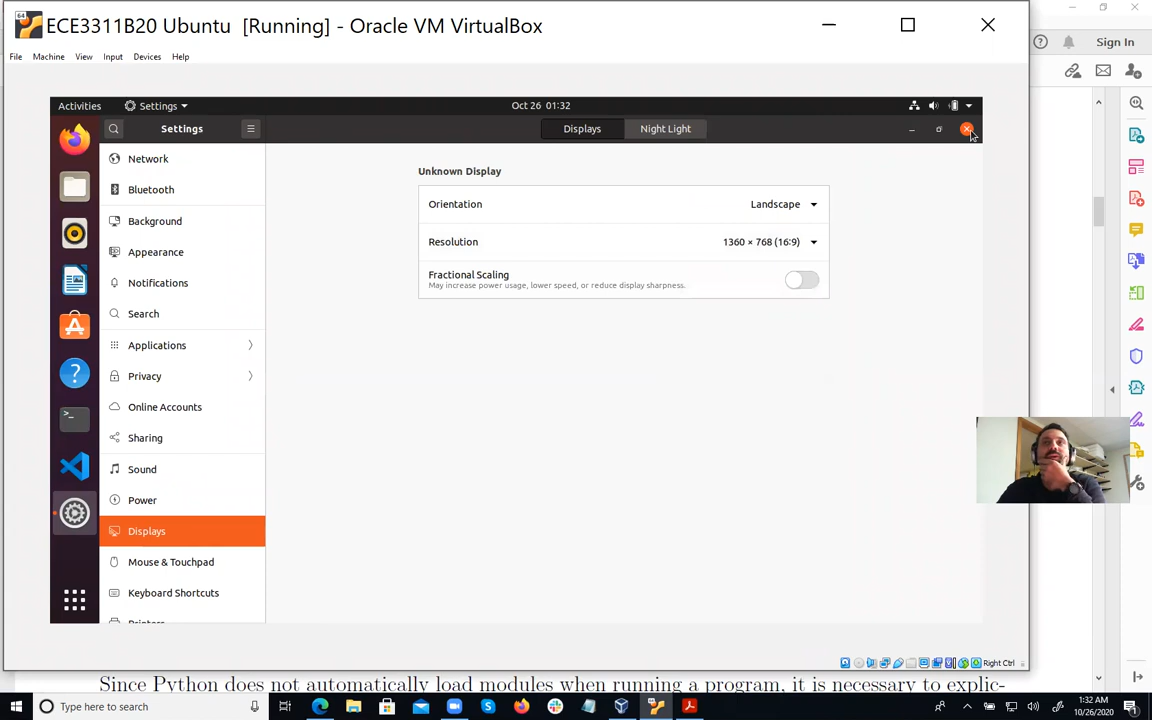 64
ECE3311B20 Ubuntu [Running] - Oracle VM VirtualBox
File Machine View Input Devices Help
Sign In
Activities Settings Oct 26 01:32
Settings Displays Night Light
Network
Bluetooth
Background
Appearance
Notifications
Search
Applications
Privacy
Online Accounts
Sharing
Sound
Power
Displays
Mouse & Touchpad
Keyboard Shortcuts
Printers
Unknown Display
Orientation Landscape
Resolution 1360 × 768 (16:9)
Fractional Scaling
May increase power usage, lower speed, or reduce display sharpness.
Right Ctrl
Since Python does not automatically load modules when running a program, it is necessary to explic-
Type here to search
1:32 AM
10/26/2020